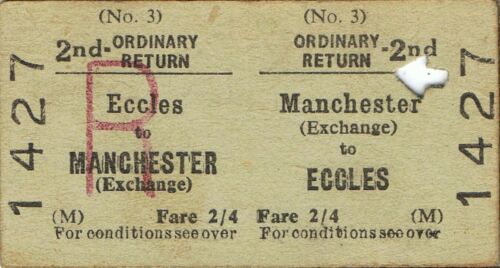 (No. 3)
2nd - ORDINARY
RETURN
Eccles
to
MANCHESTER
(Exchange)
(M) Fare 2/4
For conditions see over
R
1427
(No. 3)
ORDINARY - 2nd
RETURN
Manchester
(Exchange)
to
ECCLES
Fare 2/4 (M)
For conditions see over
1427